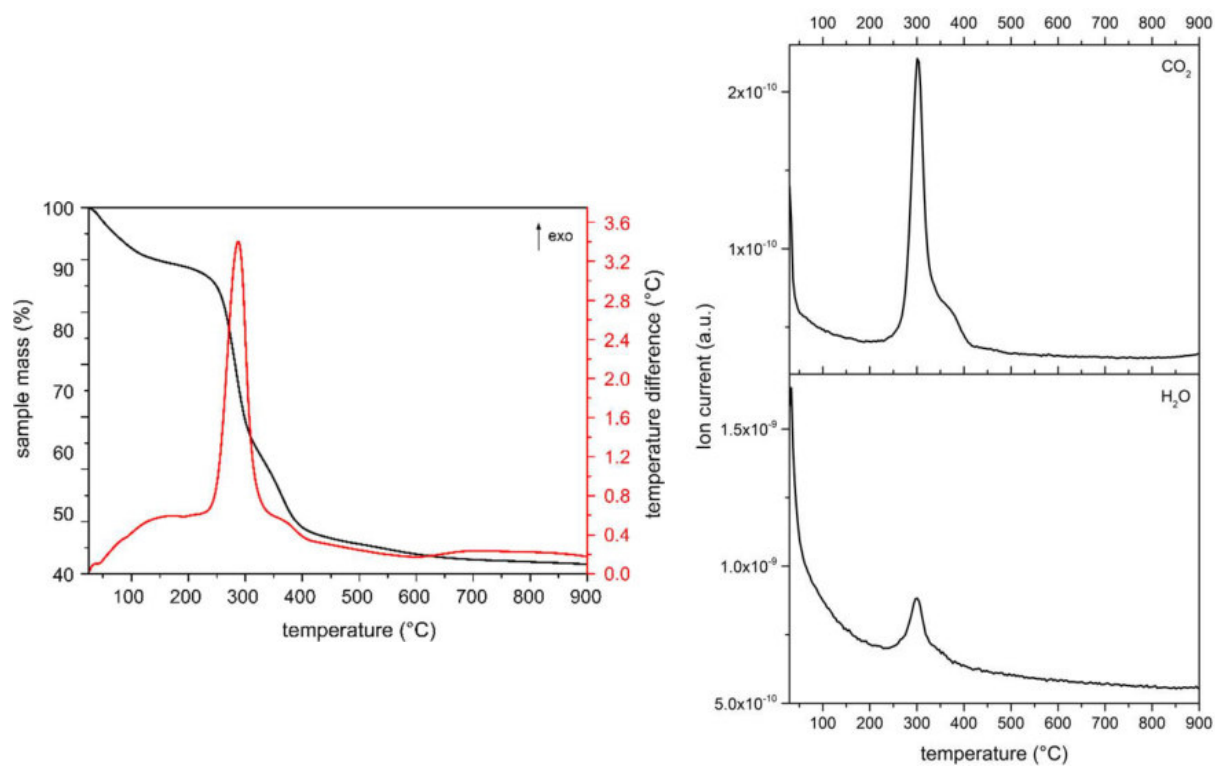 100
90
80
70
60
50
40
sample mass (%)
100 200 300 400 500 600 700 800 900
temperature (°C)
exo
3.6
3.2
2.8
2.4
2.0
1.6
1.2
0.8
0.4
0.0
temperature difference (°C)
100 200 300 400 500 600 700 800 900
CO₂
2x10⁻¹⁰
1x10⁻¹⁰
Ion current (a.u.)
H₂O
1.5x10⁻⁹
1.0x10⁻⁹
5.0x10⁻¹⁰
100 200 300 400 500 600 700 800 900
temperature (°C)